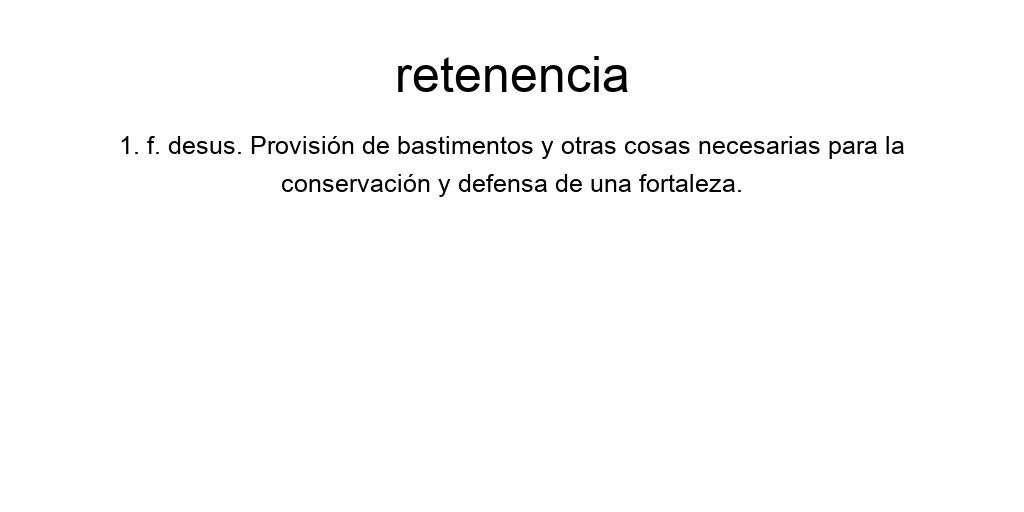 retenencia
1. f. desus. Provisión de bastimentos y otras cosas necesarias para la
conservación y defensa de una fortaleza.